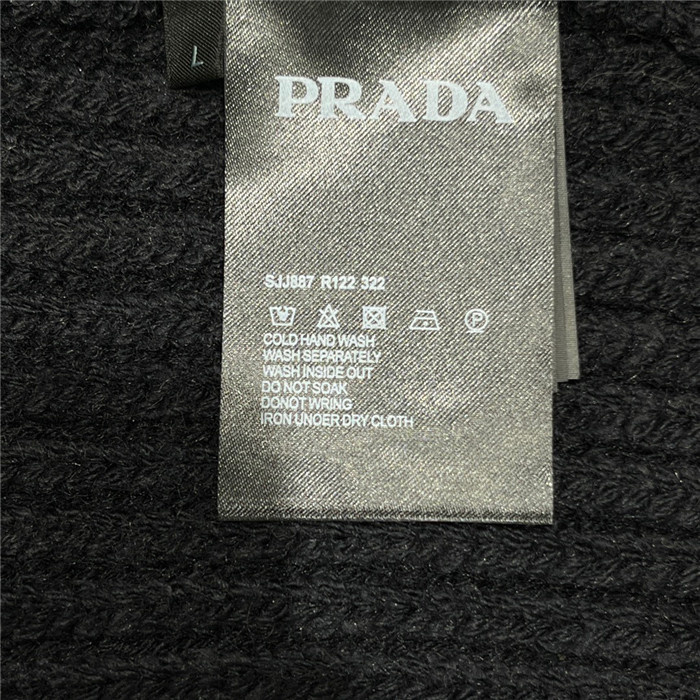 L
PRADA
SJJ887 R122 322
P
COLD HAND WASH
WASH SEPARATELY
WASH INSIDE OUT
DO NOT SOAK
DONOT WRING
IRON UNDER DRY CLOTH